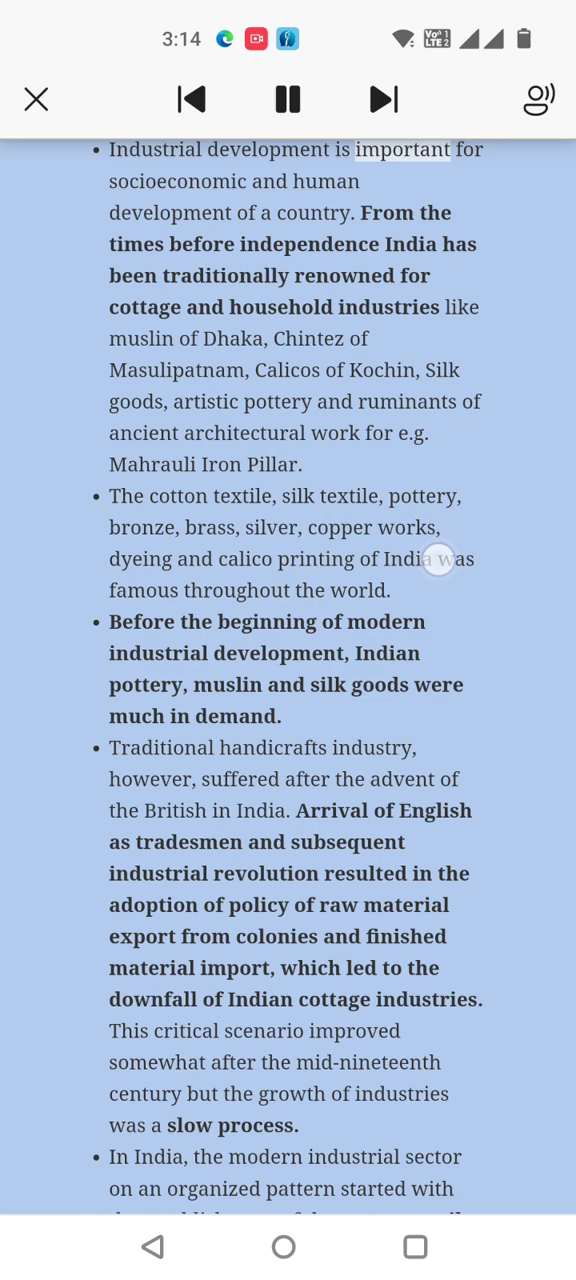 3:14
Vo 1
LTE 2
• Industrial development is important for
socioeconomic and human
development of a country. From the
times before independence India has
been traditionally renowned for
cottage and household industries like
muslin of Dhaka, Chintez of
Masulipatnam, Calicos of Kochin, Silk
goods, artistic pottery and ruminants of
ancient architectural work for e.g.
Mahrauli Iron Pillar.
• The cotton textile, silk textile, pottery,
bronze, brass, silver, copper works,
dyeing and calico printing of India was
famous throughout the world.
• Before the beginning of modern
industrial development, Indian
pottery, muslin and silk goods were
much in demand.
• Traditional handicrafts industry,
however, suffered after the advent of
the British in India. Arrival of English
as tradesmen and subsequent
industrial revolution resulted in the
adoption of policy of raw material
export from colonies and finished
material import, which led to the
downfall of Indian cottage industries.
This critical scenario improved
somewhat after the mid-nineteenth
century but the growth of industries
was a slow process.
• In India, the modern industrial sector
on an organized pattern started with